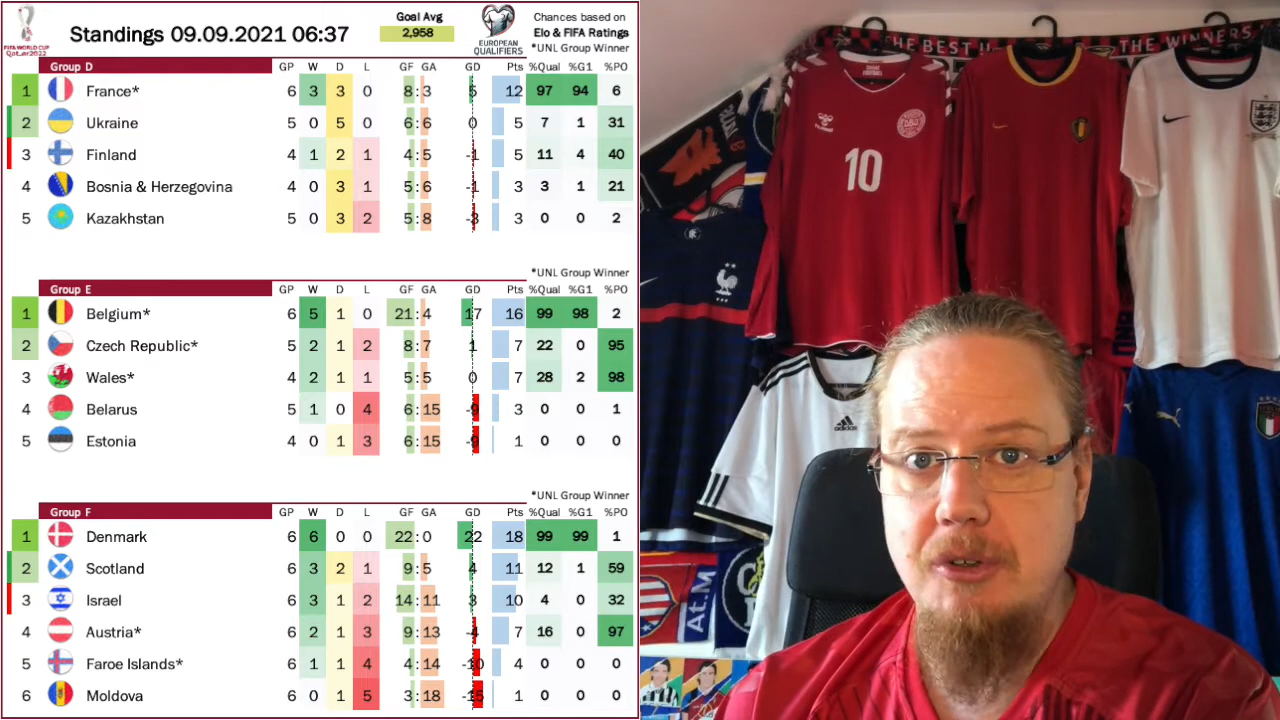 FIFA WORLD CUP
Qatar2022
Standings 09.09.2021 06:37
Goal Avg
2,958
EUROPEAN
QUALIFIERS
Chances based on
Elo & FIFA Ratings
*UNL Group Winner
Group D GP W D L GF GA GD Pts %Qual %G1 %PO
1 France* 6 3 3 0 8:3 5 12 97 94 6
2 Ukraine 5 0 5 0 6:6 0 5 7 1 31
3 Finland 4 1 2 1 4:5 -1 5 11 4 40
4 Bosnia & Herzegovina 4 0 3 1 5:6 -1 3 3 1 21
5 Kazakhstan 5 0 3 2 5:8 -3 3 0 0 2
*UNL Group Winner
Group E GP W D L GF GA GD Pts %Qual %G1 %PO
1 Belgium* 6 5 1 0 21:4 17 16 99 98 2
2 Czech Republic* 5 2 1 2 8:7 1 7 22 0 95
3 Wales* 4 2 1 1 5:5 0 7 28 2 98
4 Belarus 5 1 0 4 6:15 -9 3 0 0 1
5 Estonia 4 0 1 3 6:15 -9 1 0 0 0
*UNL Group Winner
Group F GP W D L GF GA GD Pts %Qual %G1 %PO
1 Denmark 6 6 0 0 22:0 22 18 99 99 1
2 Scotland 6 3 2 1 9:5 4 11 12 1 59
3 Israel 6 3 1 2 14:11 3 10 4 0 32
4 Austria* 6 2 1 3 9:13 -4 7 16 0 97
5 Faroe Islands* 6 1 1 4 4:14 -10 4 0 0 0
6 Moldova 6 0 1 5 3:18 -15 1 0 0 0
THE BEST
THE WINNERS
hummel
DBU
10
adidas
At.M